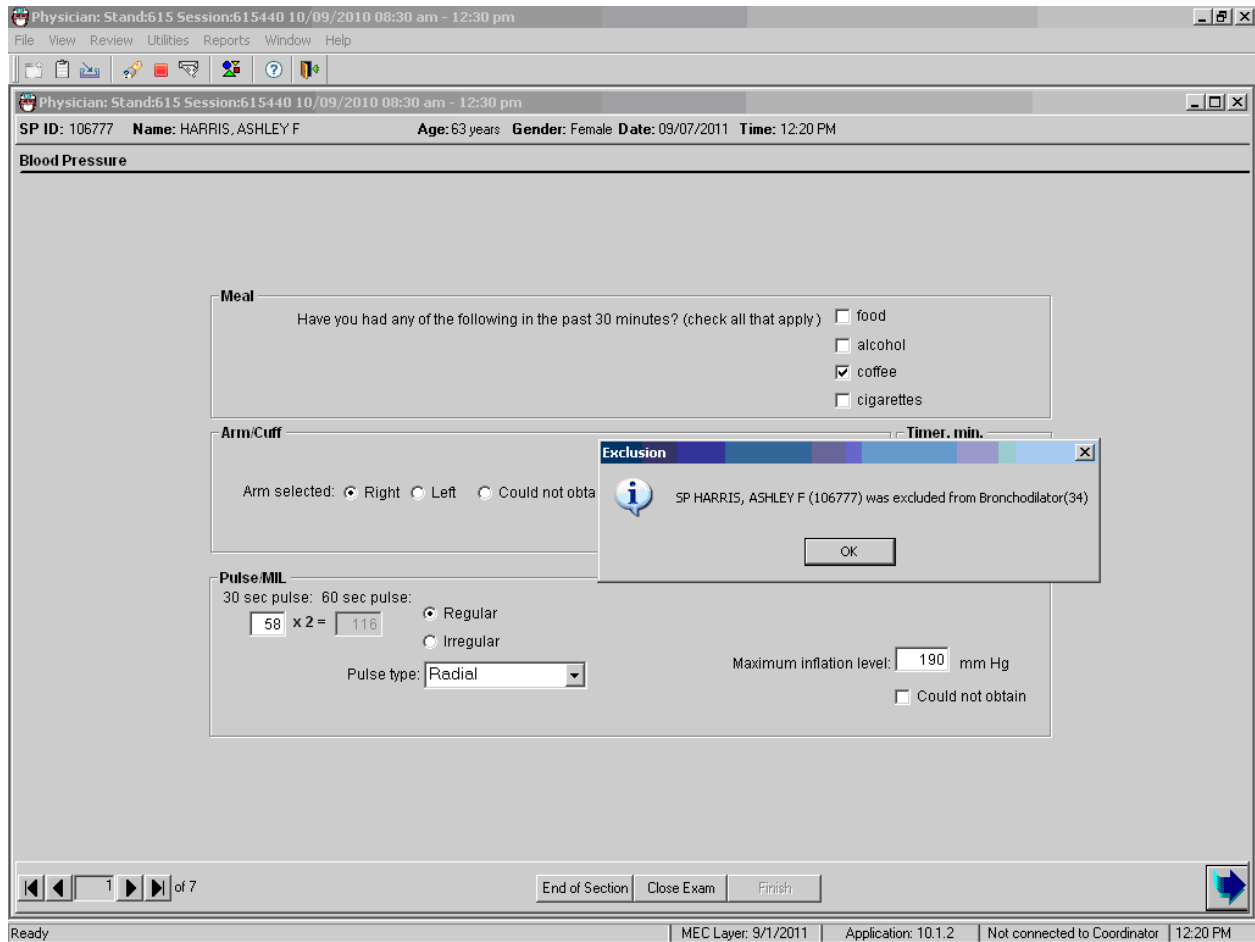 Physician: Stand:615 Session:615440 10/09/2010 08:30 am - 12:30 pm
File View Review Utilities Reports Window Help
Physician: Stand:615 Session:615440 10/09/2010 08:30 am - 12:30 pm
SP ID: 106777 Name: HARRIS, ASHLEY F Age: 63 years Gender: Female Date: 09/07/2011 Time: 12:20 PM
Blood Pressure
Meal
Have you had any of the following in the past 30 minutes? (check all that apply)
food
alcohol
coffee
cigarettes
Arm/Cuff
Timer, min.
Arm selected: Right Left Could not obta
Exclusion
SP HARRIS, ASHLEY F (106777) was excluded from Bronchodilator(34)
OK
Pulse/MIL
30 sec pulse: 60 sec pulse:
58 x 2 = 116
Regular
Irregular
Pulse type: Radial
Maximum inflation level: 190 mm Hg
Could not obtain
1 of 7
End of Section Close Exam Finish
Ready MEC Layer: 9/1/2011 Application: 10.1.2 Not connected to Coordinator 12:20 PM